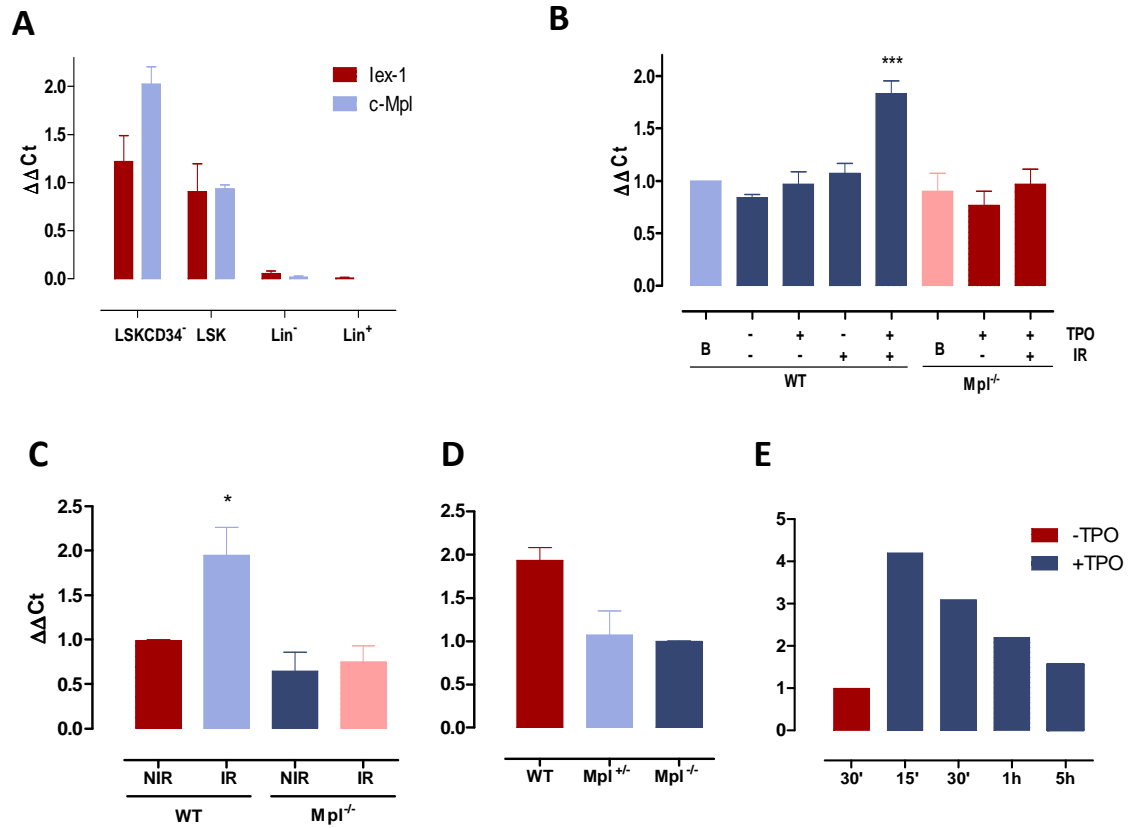 A
ΔΔCt
2.0
1.5
1.0
0.5
0.0
Iex-1
c-Mpl
LSKCD34⁻ LSK Lin⁻ Lin⁺
B
ΔΔCt
2.0
1.5
1.0
0.5
0.0
***
B - + - + B + + TPO
- - + + - + IR
WT Mpl⁻/⁻
C
ΔΔCt
2.5
2.0
1.5
1.0
0.5
0.0
*
NIR IR NIR IR
WT Mpl⁻/⁻
D
2.5
2.0
1.5
1.0
0.5
0.0
WT Mpl⁺/⁻ Mpl⁻/⁻
E
5
4
3
2
1
0
-TPO
+TPO
30' 15' 30' 1h 5h